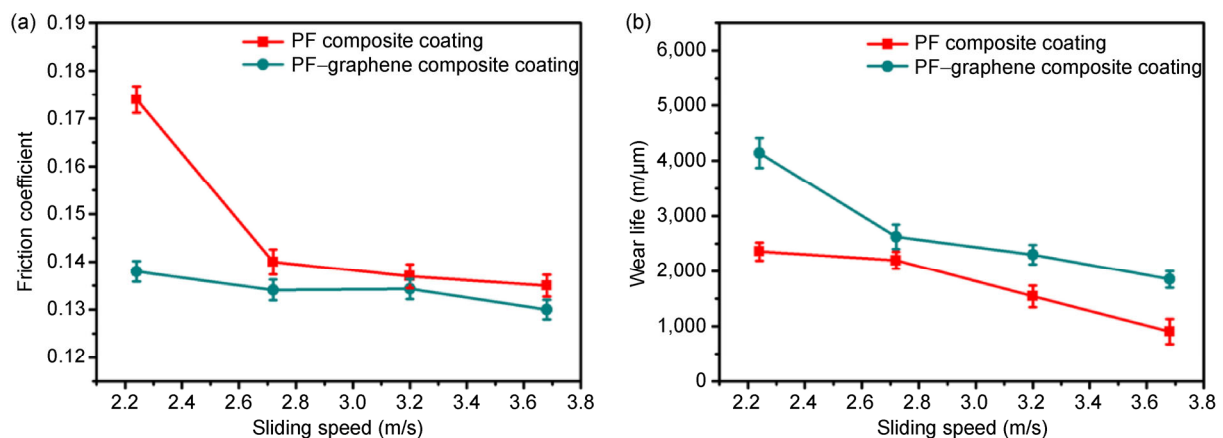 (a)
0.19
0.18
0.17
0.16
0.15
0.14
0.13
0.12
Friction coefficient
PF composite coating
PF–graphene composite coating
2.2 2.4 2.6 2.8 3.0 3.2 3.4 3.6 3.8
Sliding speed (m/s)
(b)
6,000
5,000
4,000
3,000
2,000
1,000
0
Wear life (m/μm)
PF composite coating
PF–graphene composite coating
2.2 2.4 2.6 2.8 3.0 3.2 3.4 3.6 3.8
Sliding speed (m/s)